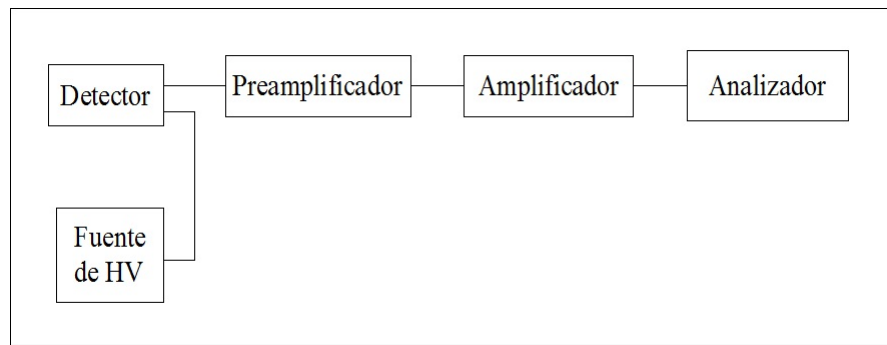 Detector
Preamplificador
Amplificador
Analizador
Fuente
de HV